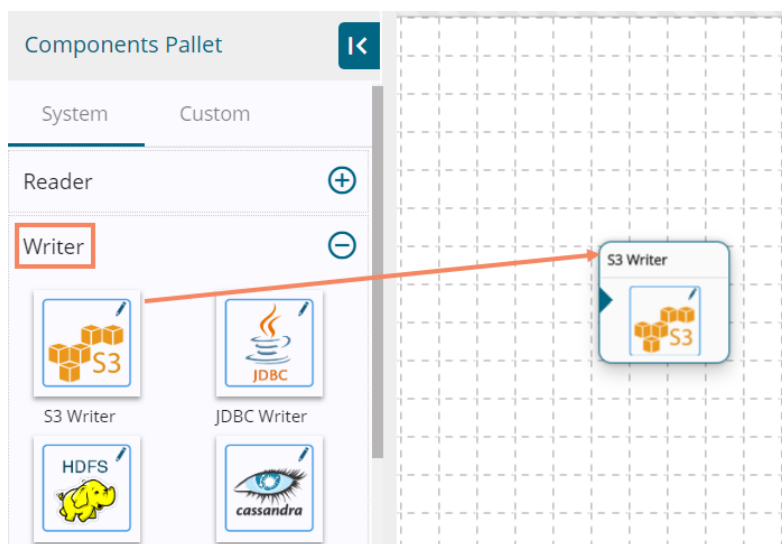 Components Pallet
System
Custom
Reader
Writer
S3
S3 Writer
JDBC
JDBC Writer
HDFS
cassandra
S3 Writer
S3